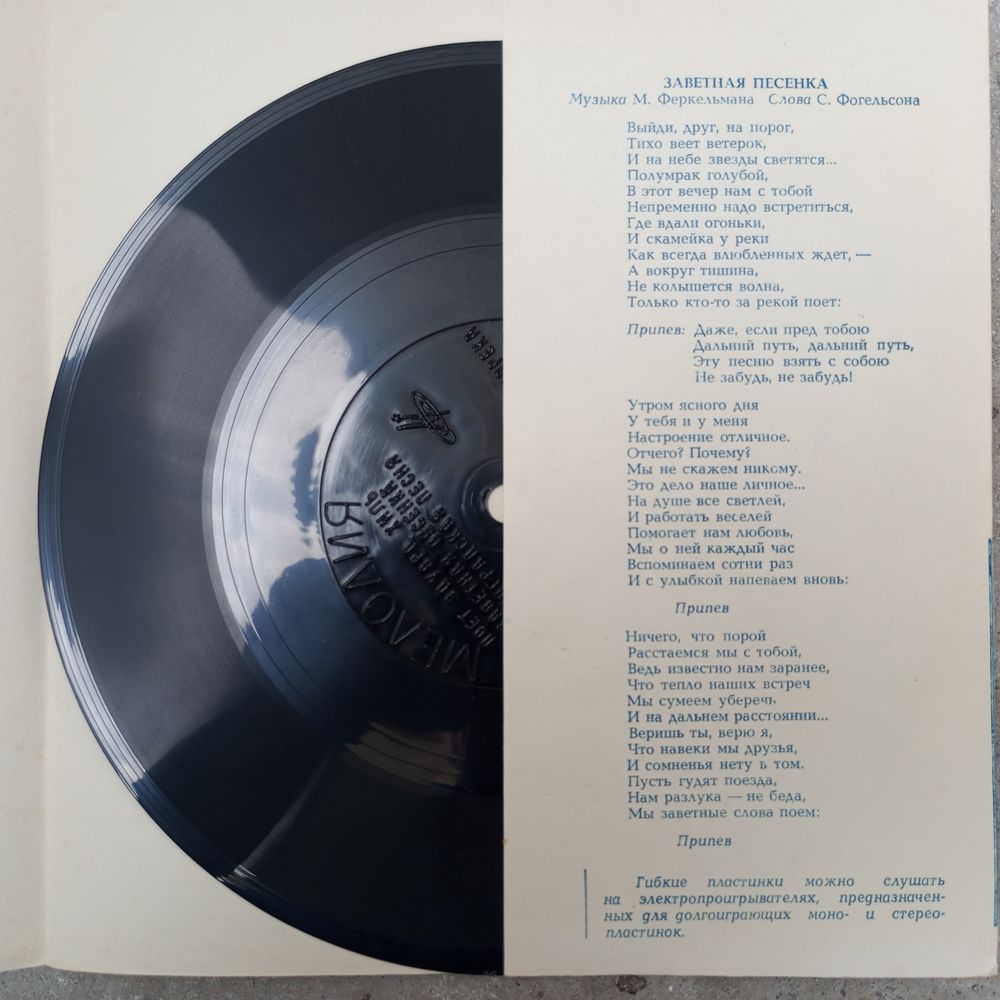 ЗАВЕТНАЯ ПЕСЕНКА
Музыка М. Феркельмана Слова С. Фогельсона
Выйди, друг, на порог,
Тихо веет ветерок,
И на небе звезды светятся...
Полумрак голубой,
В этот вечер нам с тобой
Непременно надо встретиться,
Где вдали огоньки,
И скамейка у реки
Как всегда влюбленных ждет, —
А вокруг тишина,
Не колышется волна,
Только кто-то за рекой поет:
Припев: Даже, если пред тобою
Дальний путь, дальний путь,
Эту песню взять с собою
Не забудь, не забудь!
Утром ясного дня
У тебя и у меня
Настроение отличное.
Отчего? Почему?
Мы не скажем никому.
Это дело наше личное...
На душе все светлей,
И работать веселей
Помогает нам любовь,
Мы о ней каждый час
Вспоминаем сотни раз
И с улыбкой напеваем вновь:
Припев
Ничего, что порой
Расстаемся мы с тобой,
Ведь известно нам заранее,
Что тепло наших встреч
Мы сумеем уберечь
И на дальнем расстоянии...
Веришь ты, верю я,
Что навеки мы друзья,
И сомненья нету в том.
Пусть гудят поезда,
Нам разлука — не беда,
Мы заветные слова поем:
Припев
Гибкие пластинки можно слушать
на электропроигрывателях, предназначен-
ных для долгоиграющих моно- и стерео-
пластинок.
МЕЛОДИЯ
ПОЕТ ЭДУАРД ХИЛЬ
ЗАВЕТНАЯ ПЕСЕНКА
ПЕСНЯ